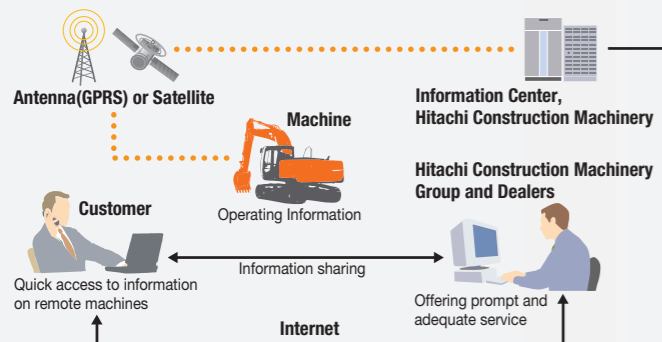 Antenna(GPRS) or Satellite
Information Center,
Hitachi Construction Machinery
Machine
Operating Information
Hitachi Construction Machinery
Group and Dealers
Customer
Quick access to information
on remote machines
Information sharing
Offering prompt and
adequate service
Internet